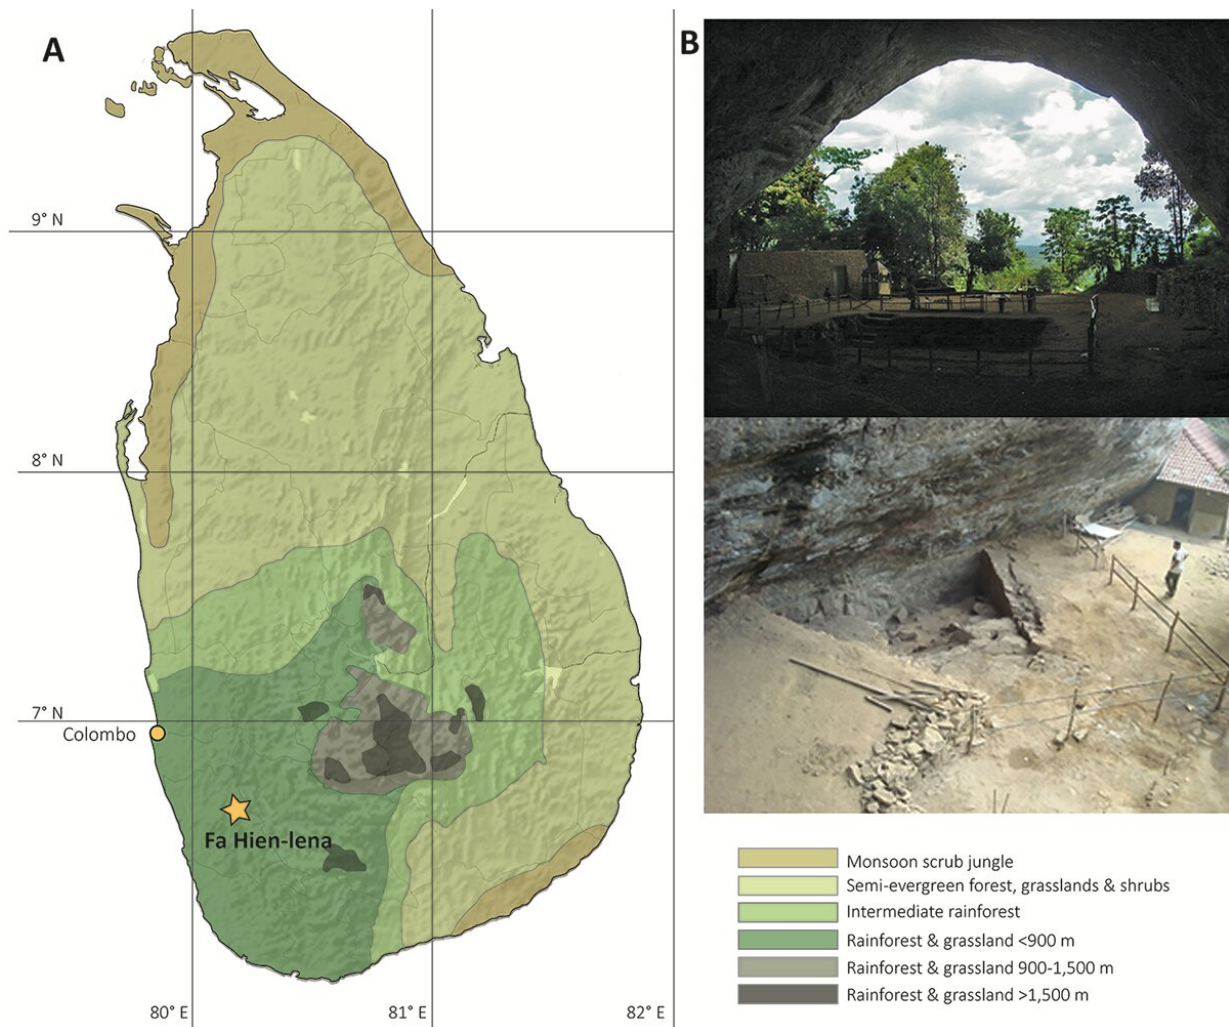 A
B
9° N
8° N
7° N
Colombo
Fa Hien-lena
80° E
81° E
82° E
Monsoon scrub jungle
Semi-evergreen forest, grasslands & shrubs
Intermediate rainforest
Rainforest & grassland <900 m
Rainforest & grassland 900-1,500 m
Rainforest & grassland >1,500 m